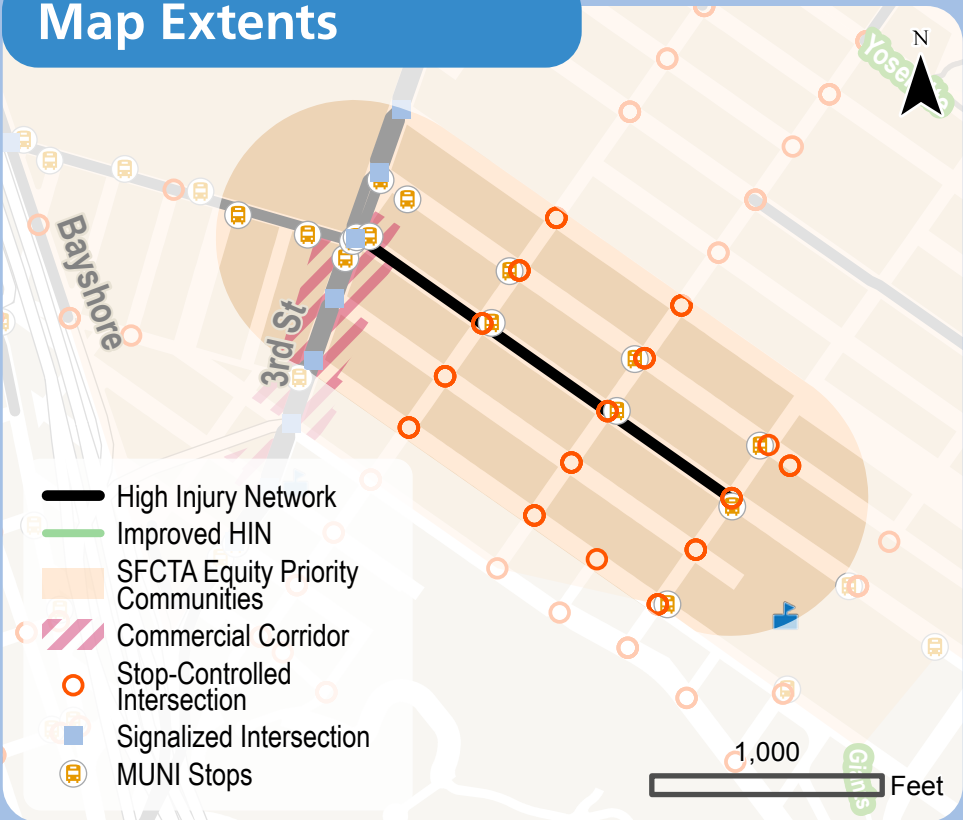 Map Extents
N
Bayshore
3rd St
High Injury Network
Improved HIN
SFCTA Equity Priority
Communities
Commercial Corridor
Stop-Controlled
Intersection
Signalized Intersection
MUNI Stops
1,000
Feet